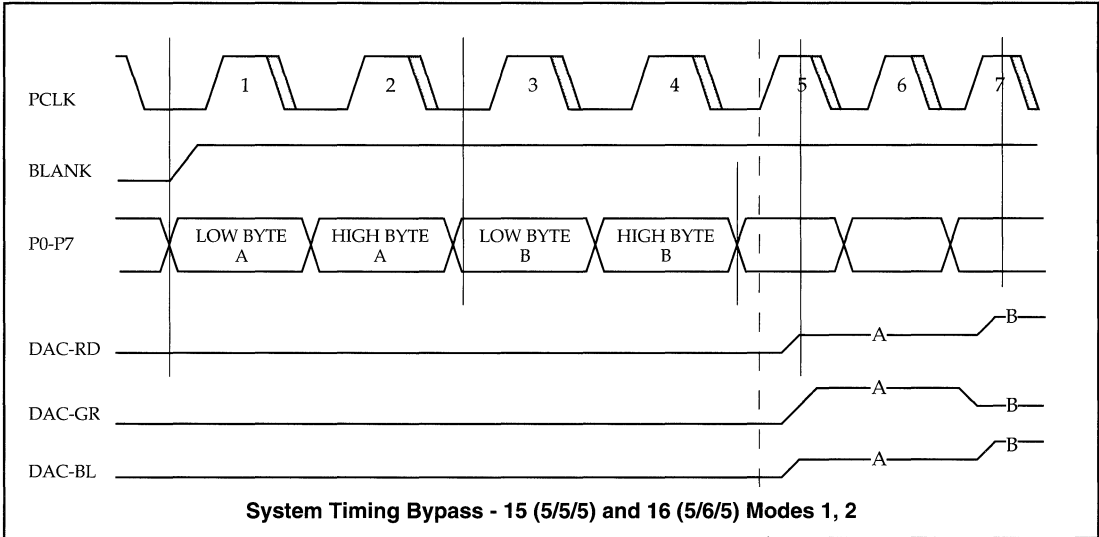 PCLK 1 2 3 4 5 6 7
BLANK
P0-P7 LOW BYTE A HIGH BYTE A LOW BYTE B HIGH BYTE B
DAC-RD A B
DAC-GR A B
DAC-BL A B
System Timing Bypass - 15 (5/5/5) and 16 (5/6/5) Modes 1, 2